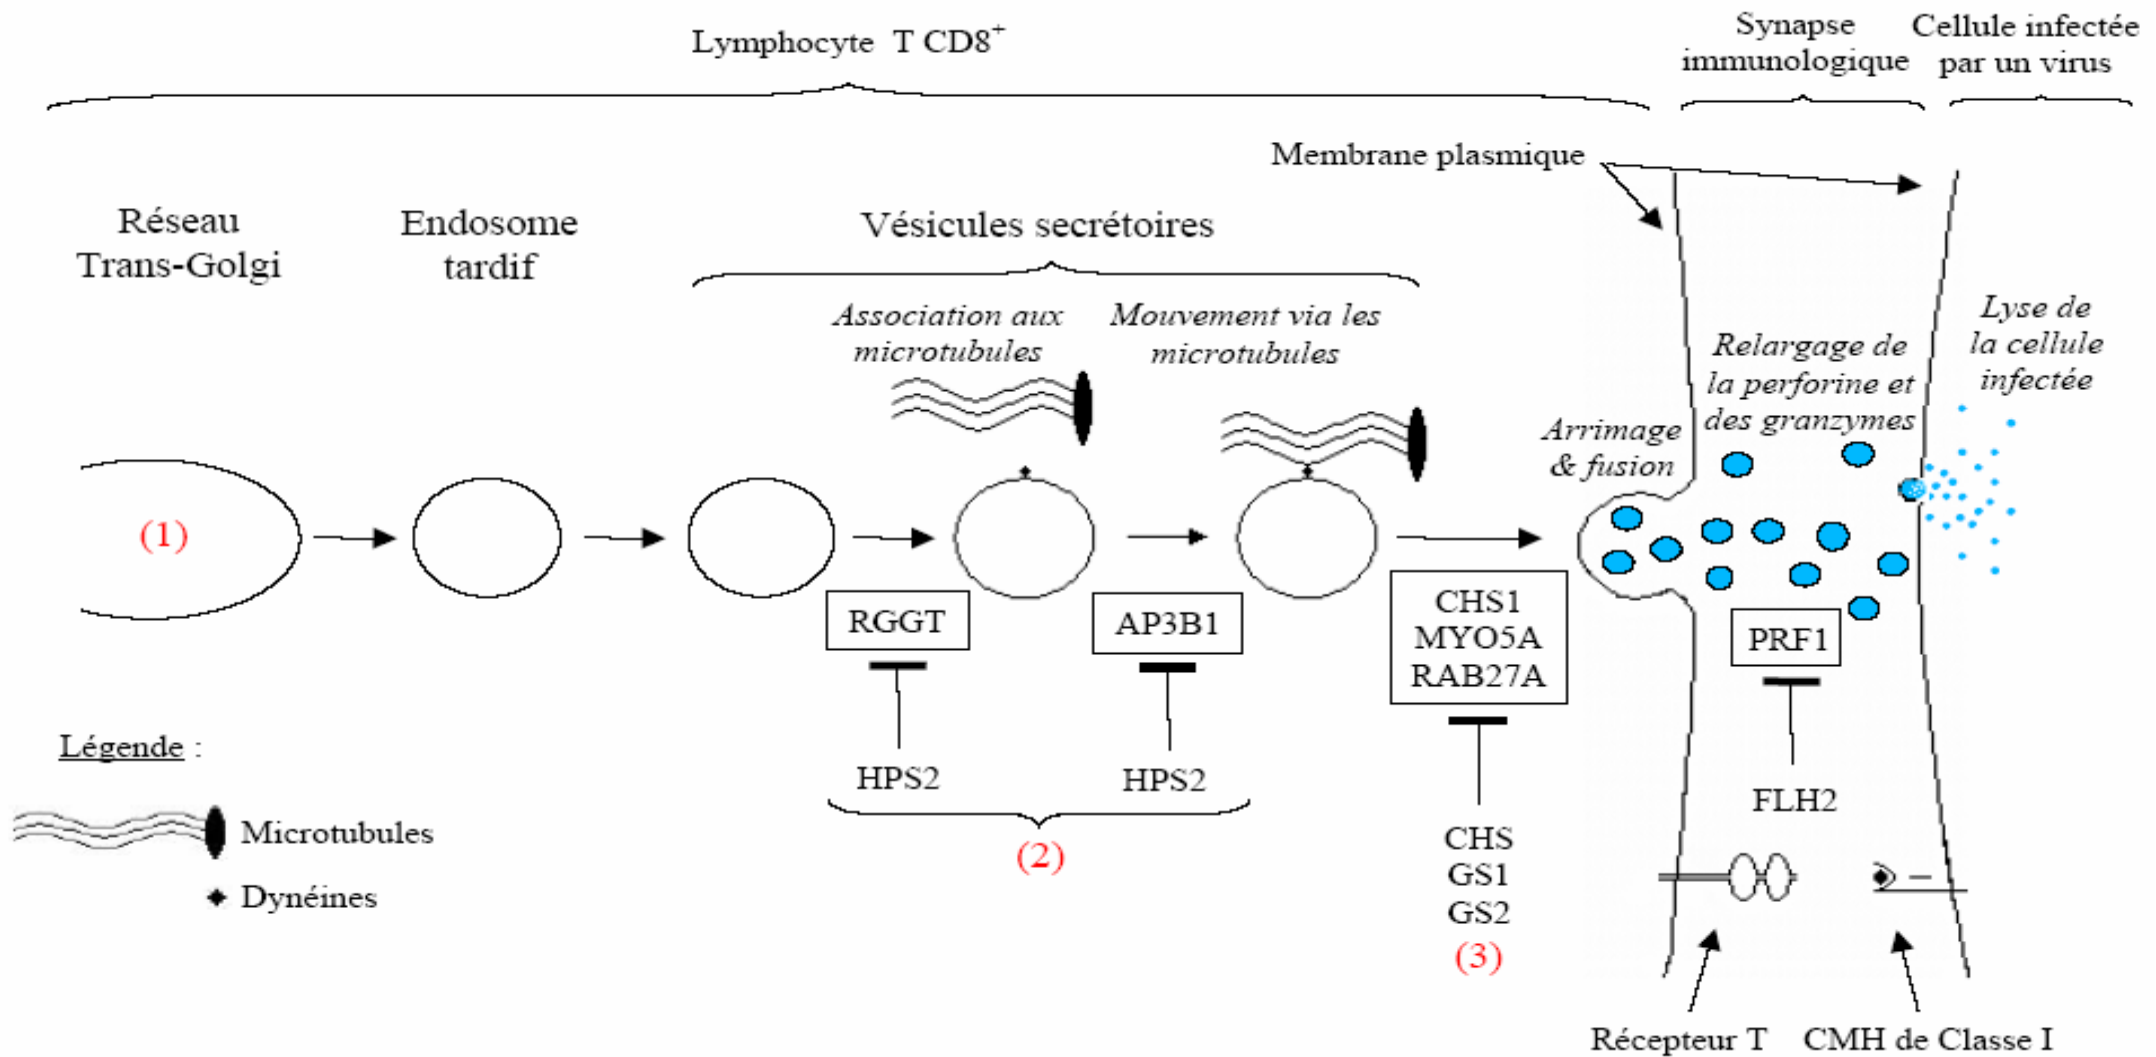 Lymphocyte T CD8+
Synapse
immunologique
Cellule infectée
par un virus
Membrane plasmique
Réseau
Trans-Golgi
Endosome
tardif
Vésicules secrétoires
Association aux
microtubules
Mouvement via les
microtubules
Arrimage
& fusion
Relargage de
la perforine et
des granzymes
Lyse de
la cellule
infectée
(1)
RGGT
AP3B1
CHS1
MYO5A
RAB27A
PRF1
HPS2
HPS2
(2)
CHS
GS1
GS2
(3)
FLH2
Légende :
Microtubules
Dynéines
Récepteur T
CMH de Classe I